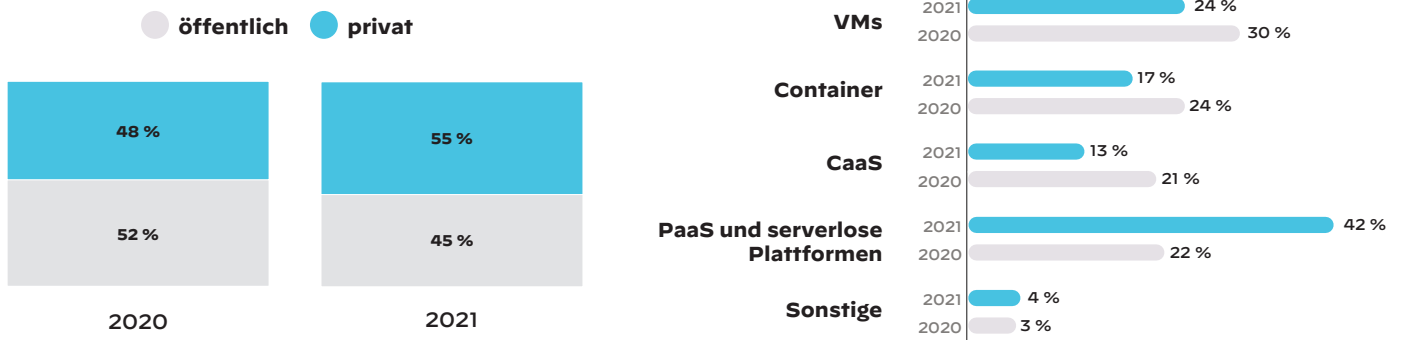 öffentlich privat
48 %
52 %
2020
55 %
45 %
2021
VMs
2021 24 %
2020 30 %
Container
2021 17 %
2020 24 %
CaaS
2021 13 %
2020 21 %
PaaS und serverlose
Plattformen
2021 42 %
2020 22 %
Sonstige
2021 4 %
2020 3 %